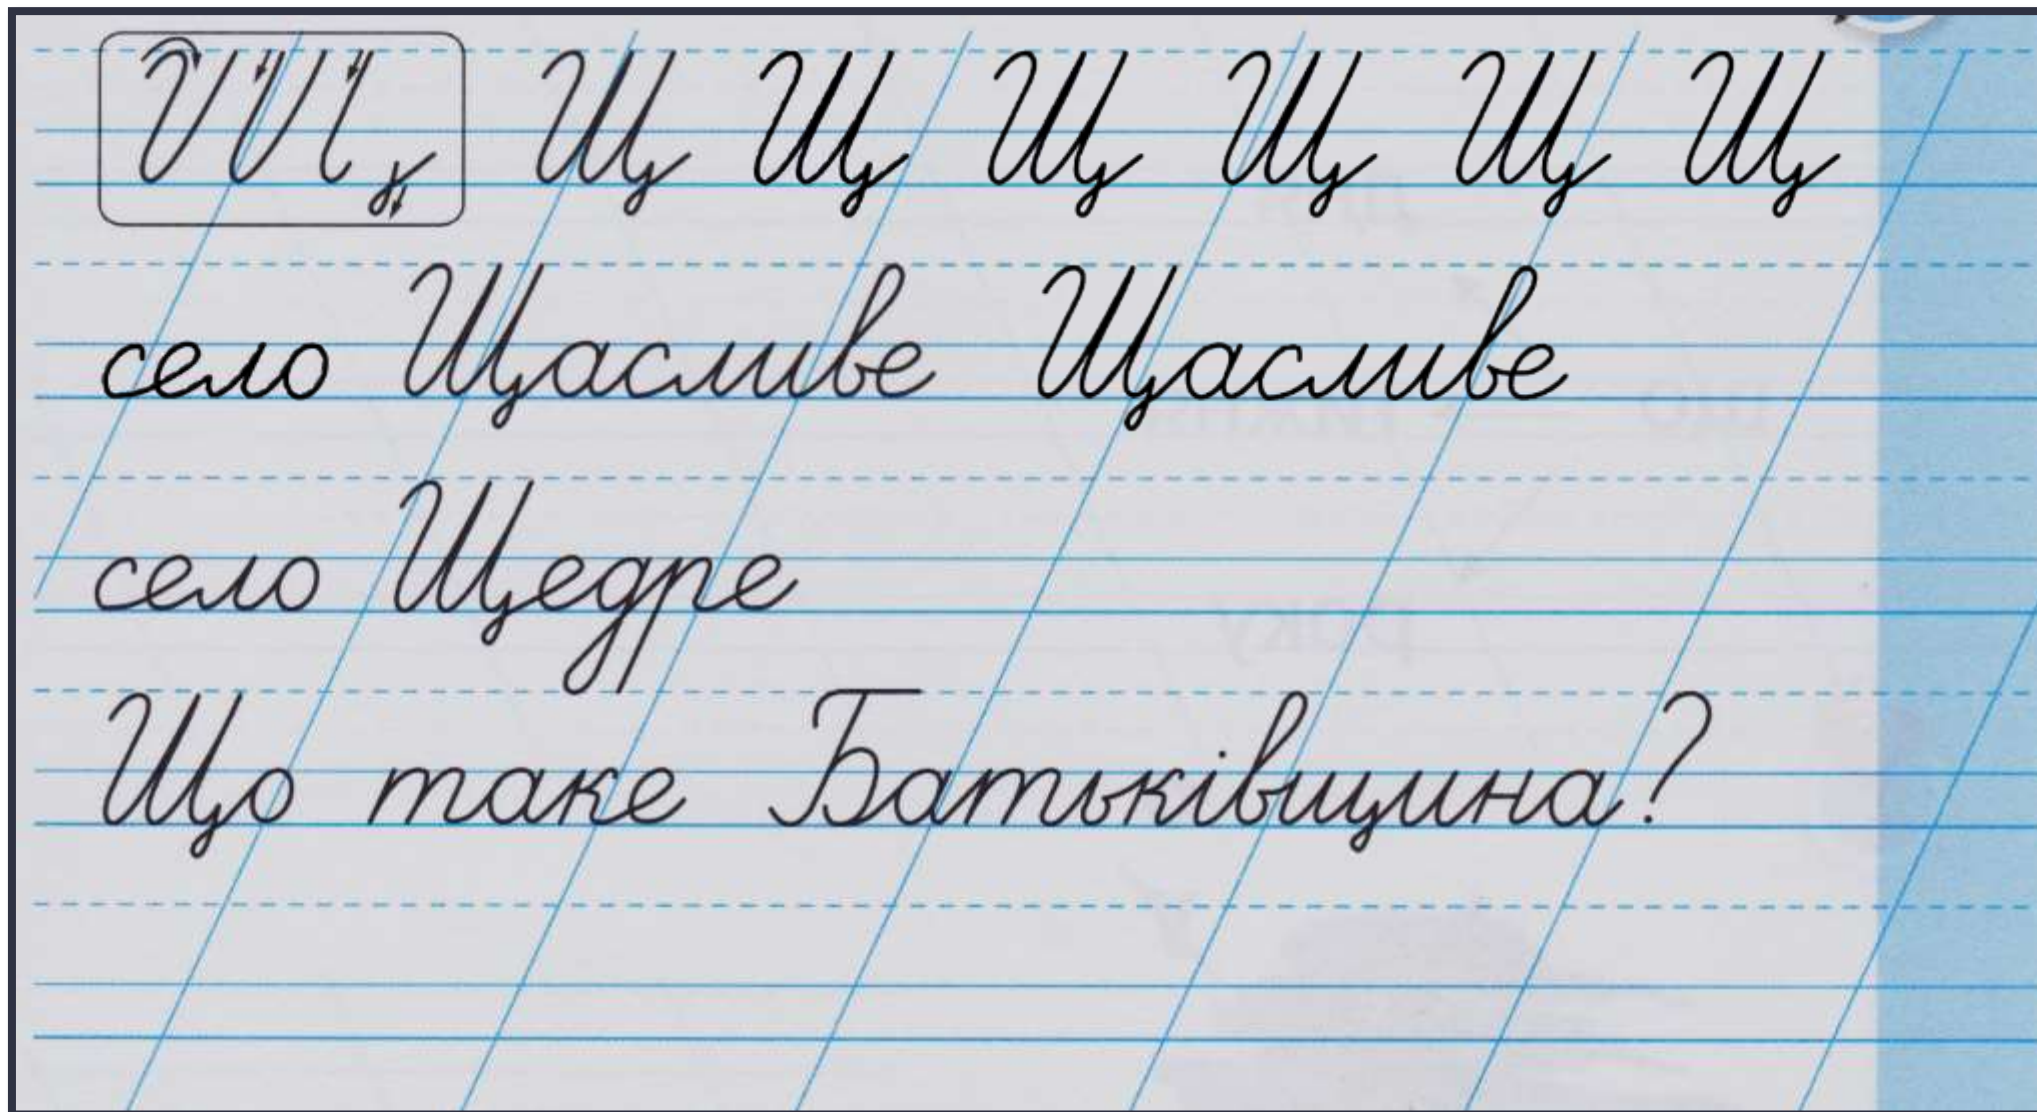 Щ Щ Щ Щ Щ Щ
село Щасливе Щасливе
село Щедре
Що таке Батьківщина?